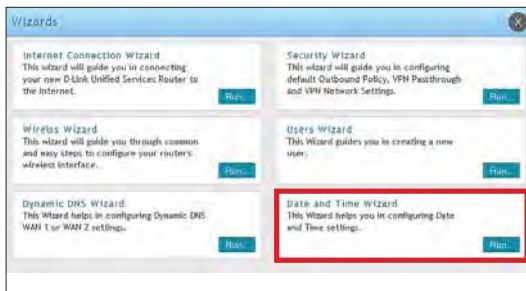 Wizards
X
Internet Connection Wizard
This wizard will guide you in connecting
your new D-Link Unified Services Router to
the Internet.
Run...
Security Wizard
This wizard will guide you in configuring
default Outbound Policy, VPN Passthrough
and VPN Network Settings.
Run...
Wireless Wizard
This wizard will guide you through common
and easy steps to configure your router's
wireless interface.
Run...
Users Wizard
This Wizard guides you in creating a new
user.
Run...
Dynamic DNS Wizard
This Wizard helps in configuring Dynamic DNS
WAN 1 or WAN 2 settings.
Run...
Date and Time Wizard
This Wizard helps you in configuring Date
and Time settings.
Run...